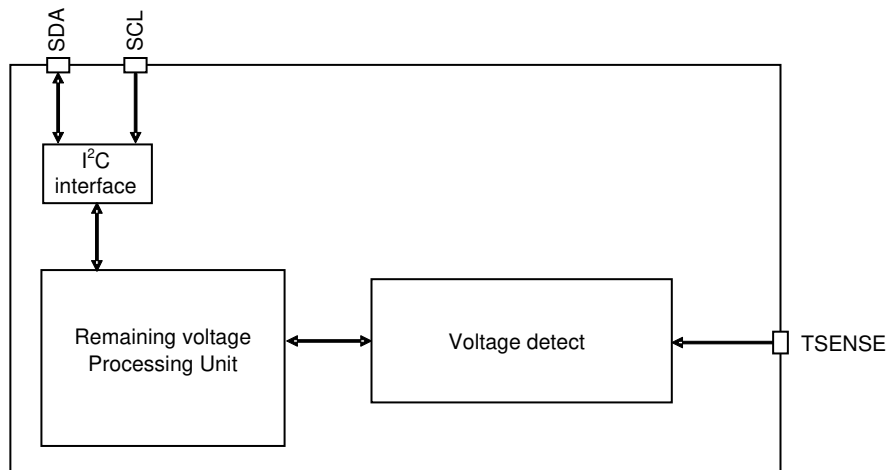 SDA
SCL
I²C
interface
Remaining voltage
Processing Unit
Voltage detect
TSENSE